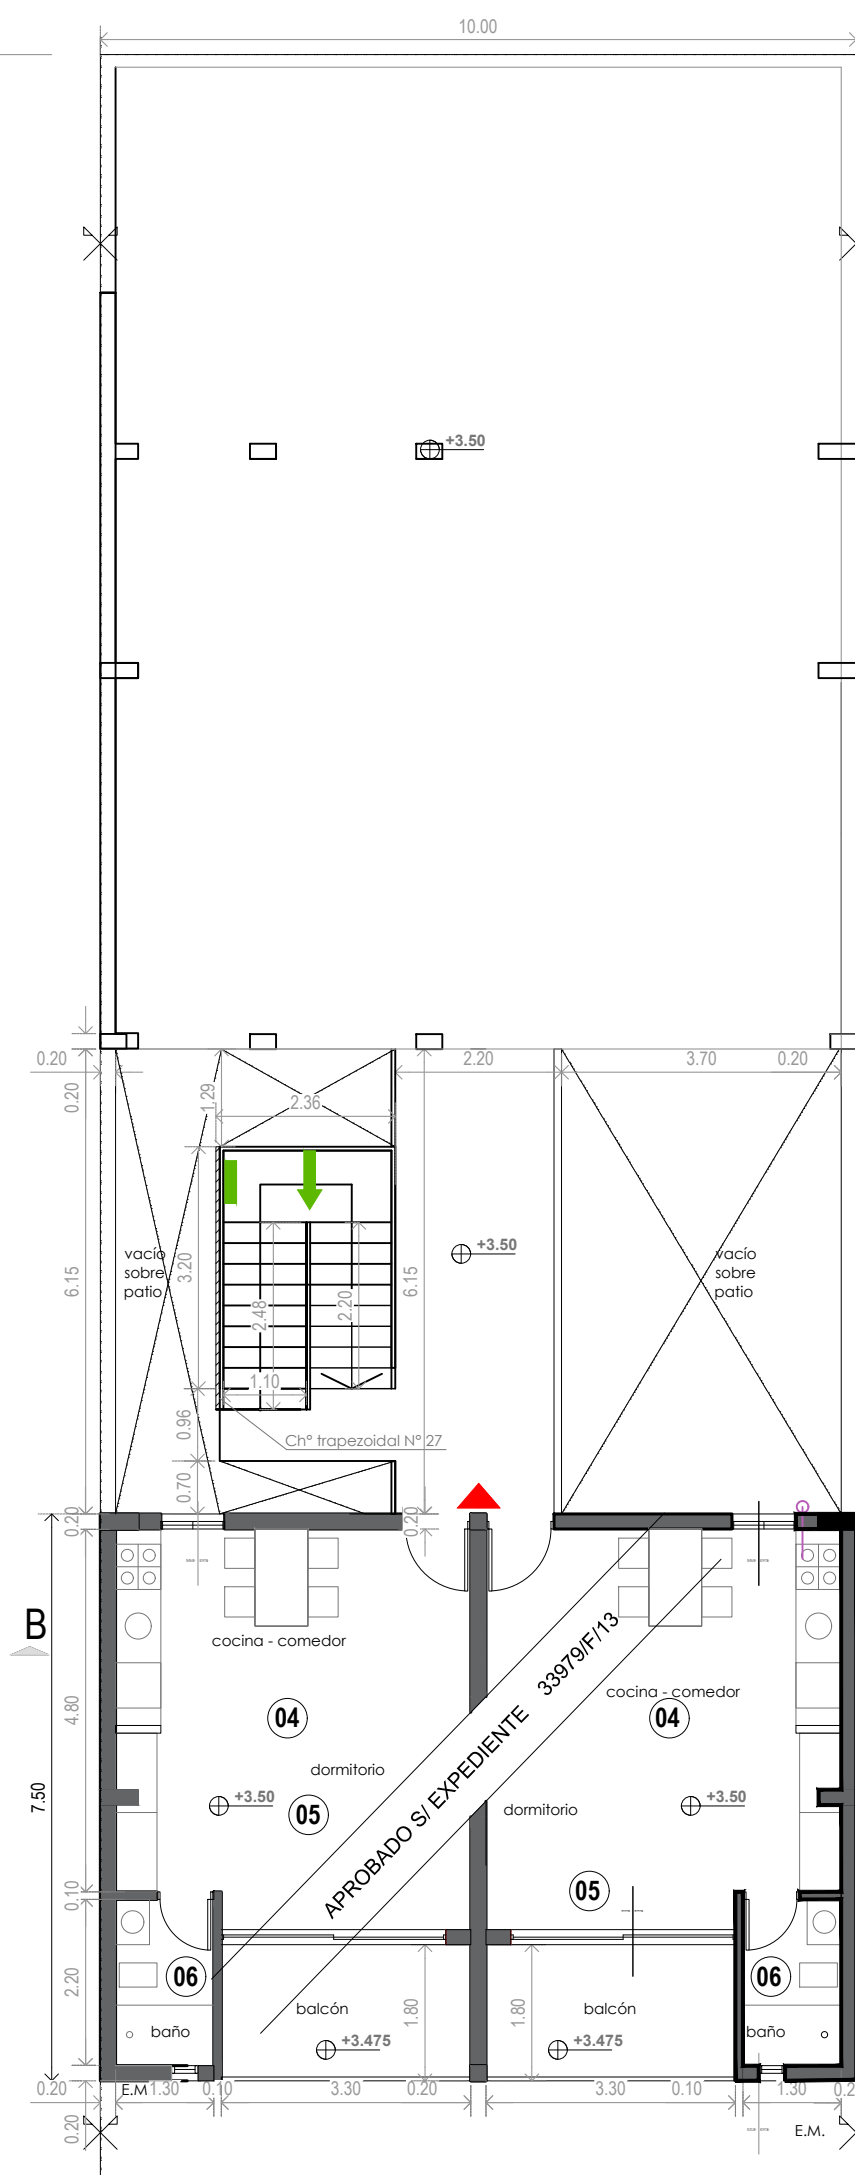 10.00
+3.50
0.20
0.20
2.20
3.70
0.20
1.29
2.36
vacío
sobre
patio
3.20
6.15
2.48
2.20
6.15
+3.50
vacío
sobre
patio
1.10
0.96
Chº trapezoidal Nº 27
0.70
0.20
0.20
B
cocina - comedor
cocina - comedor
04
04
4.80
7.50
dormitorio
dormitorio
+3.50
+3.50
05
05
APROBADO S/ EXPEDIENTE 33979/F/13
0.10
2.20
06
06
balcón
balcón
1.80
1.80
baño
baño
+3.475
+3.475
0.20
E.M
1.30
0.10
3.30
0.20
3.30
0.10
1.30
0.2
0.20
E.M.